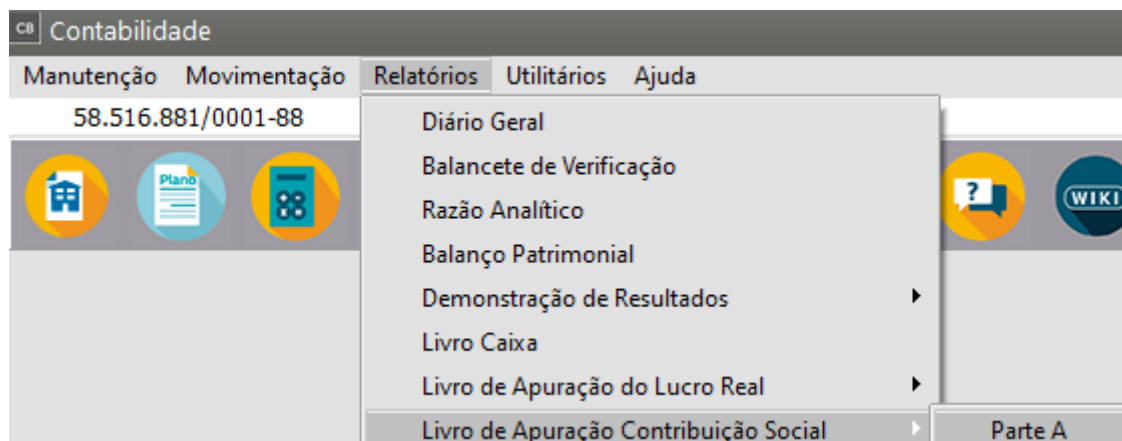 CB Contabilidade
Manutenção Movimentação Relatórios Utilitários Ajuda
58.516.881/0001-88
Plano
?
WIKI
Diário Geral
Balancete de Verificação
Razão Analítico
Balanço Patrimonial
Demonstração de Resultados
Livro Caixa
Livro de Apuração do Lucro Real
Livro de Apuração Contribuição Social
Parte A